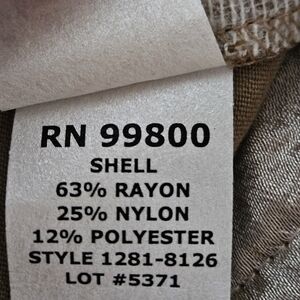 RN 99800
SHELL
63% RAYON
25% NYLON
12% POLYESTER
STYLE 1281-8126
LOT #5371